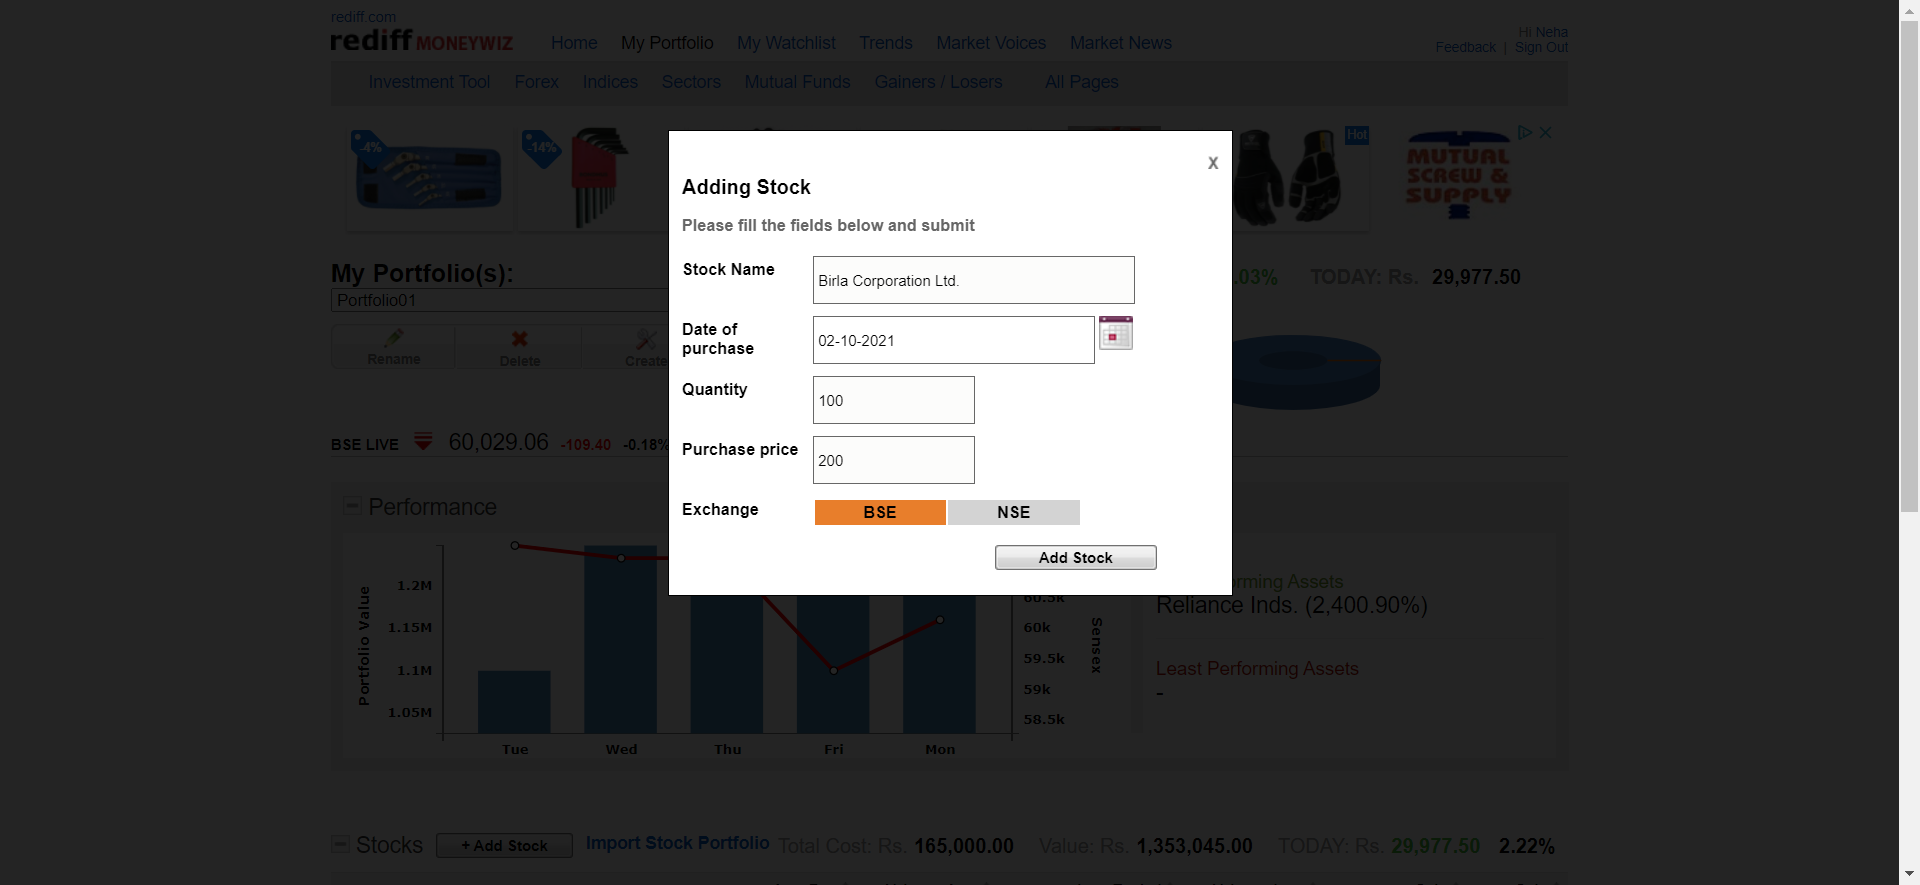 rediff.com
rediff MONEYWIZ
Home My Portfolio My Watchlist Trends Market Voices Market News
Hi Neha
Feedback | Sign Out
Investment Tool Forex Indices Sectors Mutual Funds Gainers / Losers All Pages
-4%
-14%
Hot
MUTUAL
SCREW &
SUPPLY
X
Adding Stock
Please fill the fields below and submit
Stock Name Birla Corporation Ltd.
Date of
purchase
02-10-2021
Quantity 100
Purchase price 200
Exchange BSE NSE
Add Stock
My Portfolio(s):
Portfolio01
Rename Delete Create
.03% TODAY: Rs. 29,977.50
BSE LIVE 60,029.06 -109.40 -0.18%
Performance
Portfolio Value
1.2M
1.15M
1.1M
1.05M
Tue Wed Thu Fri Mon
60.5k
60k
59.5k
59k
58.5k
Sensex
rming Assets
Reliance Inds. (2,400.90%)
Least Performing Assets
-
Stocks + Add Stock Import Stock Portfolio Total Cost: Rs. 165,000.00 Value: Rs. 1,353,045.00 TODAY: Rs. 29,977.50 2.22%